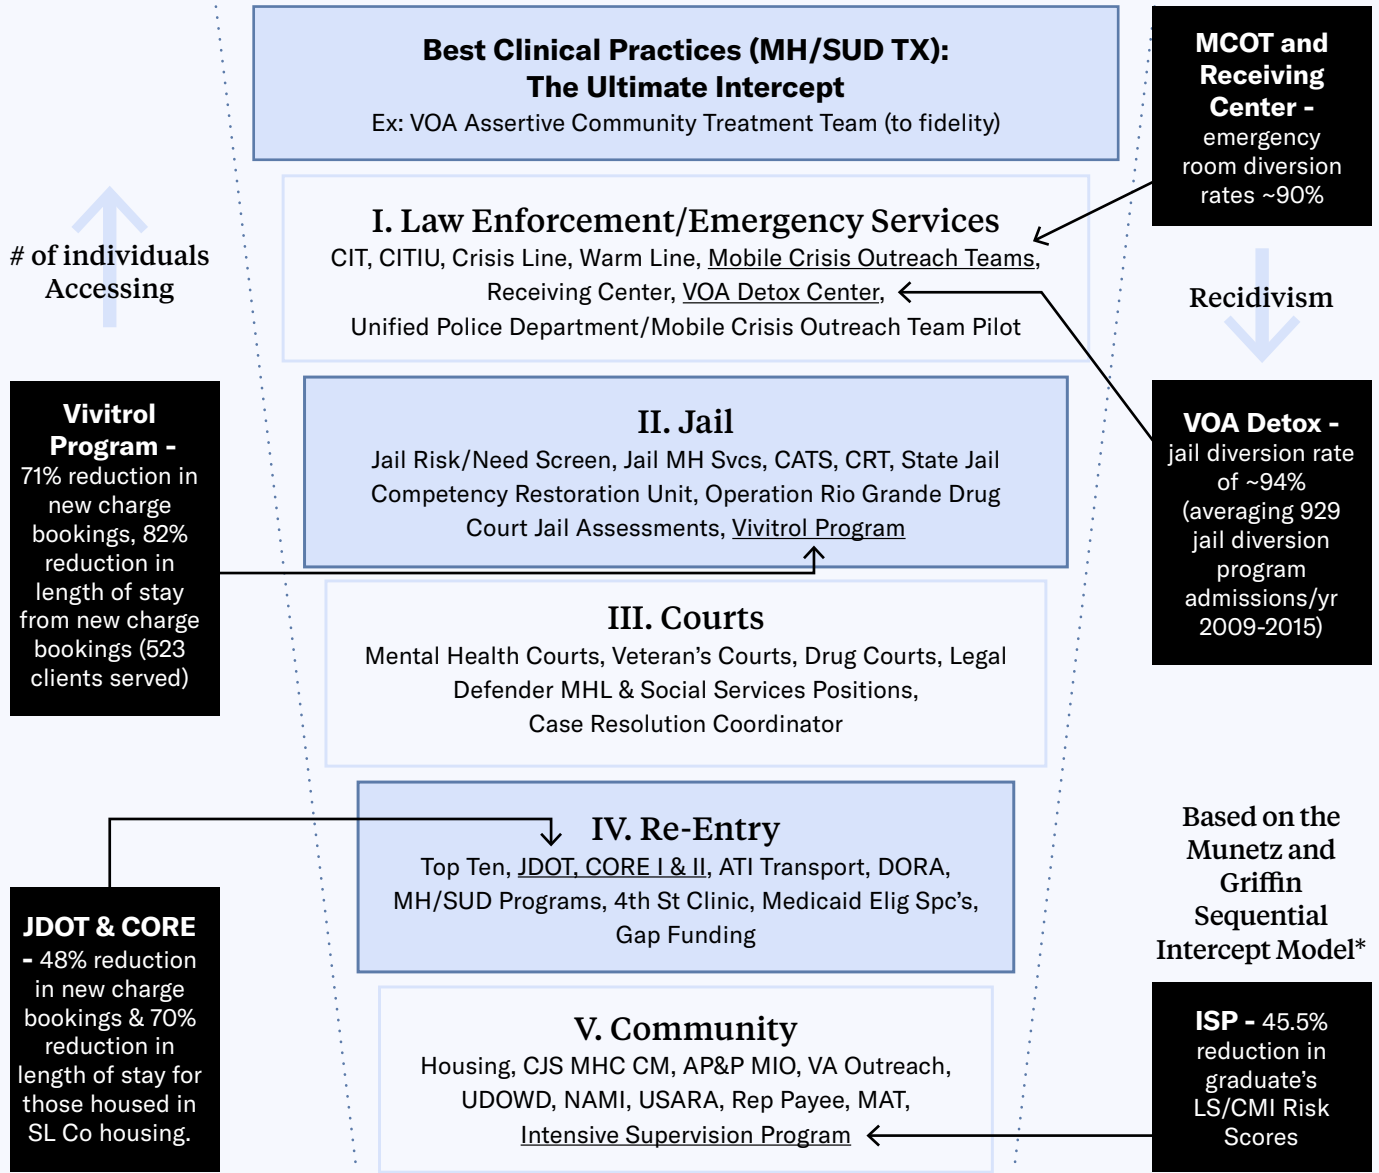 Best Clinical Practices (MH/SUD TX):
The Ultimate Intercept
Ex: VOA Assertive Community Treatment Team (to fidelity)
MCOT and
Receiving
Center -
emergency
room diversion
rates ~90%
# of individuals
Accessing
I. Law Enforcement/Emergency Services
CIT, CITIU, Crisis Line, Warm Line, Mobile Crisis Outreach Teams,
Receiving Center, VOA Detox Center,
Unified Police Department/Mobile Crisis Outreach Team Pilot
Recidivism
Vivitrol
Program -
71% reduction in
new charge
bookings, 82%
reduction in
length of stay
from new charge
bookings (523
clients served)
II. Jail
Jail Risk/Need Screen, Jail MH Svcs, CATS, CRT, State Jail
Competency Restoration Unit, Operation Rio Grande Drug
Court Jail Assessments, Vivitrol Program
VOA Detox -
jail diversion rate
of ~94%
(averaging 929
jail diversion
program
admissions/yr
2009-2015)
III. Courts
Mental Health Courts, Veteran’s Courts, Drug Courts, Legal
Defender MHL & Social Services Positions,
Case Resolution Coordinator
IV. Re-Entry
Top Ten, JDOT, CORE I & II, ATI Transport, DORA,
MH/SUD Programs, 4th St Clinic, Medicaid Elig Spc’s,
Gap Funding
Based on the
Munetz and
Griffin
Sequential
Intercept Model*
JDOT & CORE
- 48% reduction
in new charge
bookings & 70%
reduction in
length of stay for
those housed in
SL Co housing.
V. Community
Housing, CJS MHC CM, AP&P MIO, VA Outreach,
UDOWD, NAMI, USARA, Rep Payee, MAT,
Intensive Supervision Program
ISP - 45.5%
reduction in
graduate’s
LS/CMI Risk
Scores